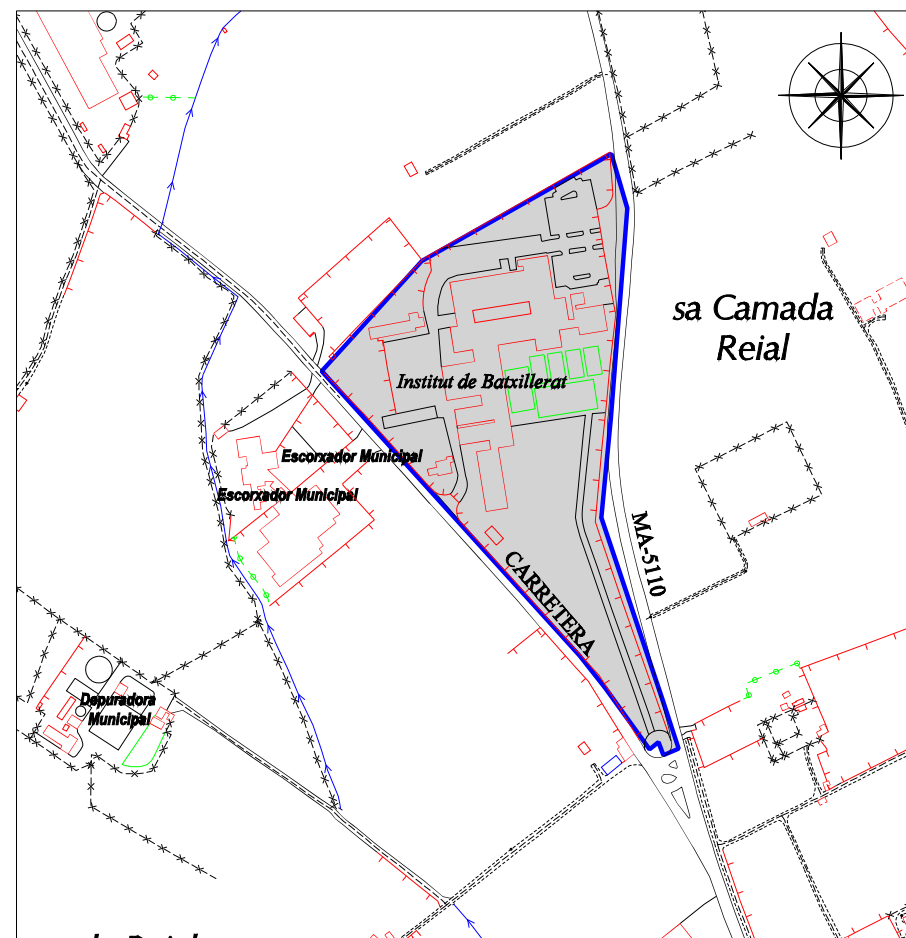 sa Camada
Reial
Institut de Batxillerat
Escorxador Municipal
Escorxador Municipal
MA-5110
CARRETERA
Depuradora
Municipal